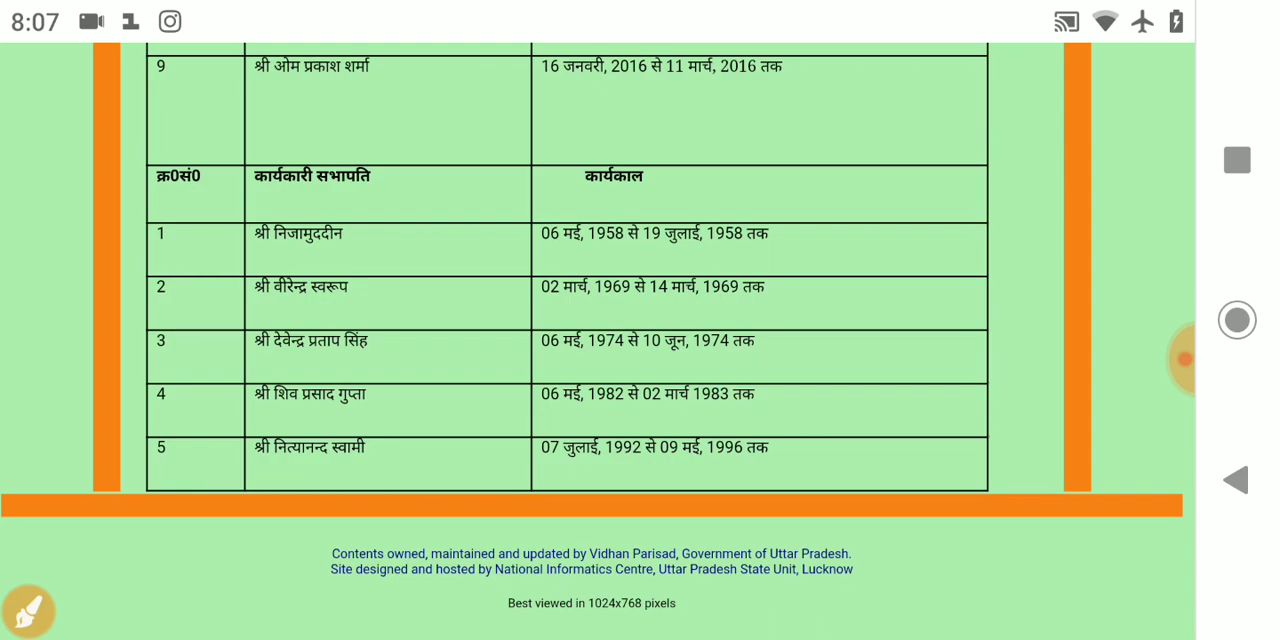 8:07
9 श्री ओम प्रकाश शर्मा 16 जनवरी, 2016 से 11 मार्च, 2016 तक
क्र0सं0 कार्यकारी सभापति कार्यकाल
1 श्री निजामुददीन 06 मई, 1958 से 19 जुलाई, 1958 तक
2 श्री वीरेन्द्र स्वरूप 02 मार्च, 1969 से 14 मार्च, 1969 तक
3 श्री देवेन्द्र प्रताप सिंह 06 मई, 1974 से 10 जून, 1974 तक
4 श्री शिव प्रसाद गुप्ता 06 मई, 1982 से 02 मार्च 1983 तक
5 श्री नित्यानन्द स्वामी 07 जुलाई, 1992 से 09 मई, 1996 तक
Contents owned, maintained and updated by Vidhan Parisad, Government of Uttar Pradesh.
Site designed and hosted by National Informatics Centre, Uttar Pradesh State Unit, Lucknow
Best viewed in 1024x768 pixels